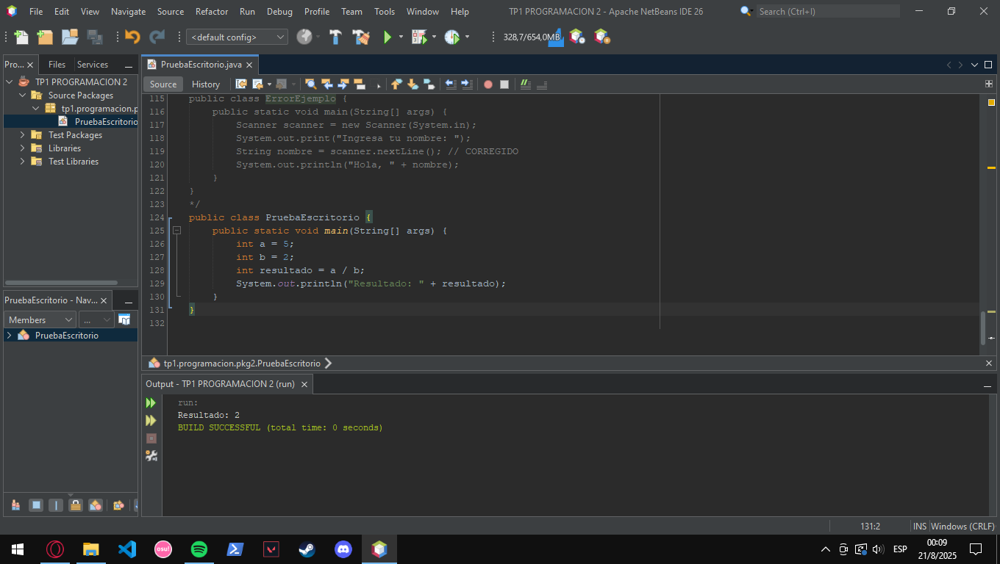 File Edit View Navigate Source Refactor Run Debug Profile Team Tools Window Help
TP1 PROGRAMACION 2 - Apache NetBeans IDE 26
Search (Ctrl+I)
<default config>
328,7/654,0MB
Pro...
Files
Services
TP1 PROGRAMACION 2
Source Packages
tp1.programacion.p
PruebaEscritorio
Test Packages
Libraries
Test Libraries
PruebaEscritorio - Nav...
Members
...
PruebaEscritorio
PruebaEscritorio.java
Source
History
115 public class ErrorEjemplo {
116 public static void main(String[] args) {
117 Scanner scanner = new Scanner(System.in);
118 System.out.print("Ingresa tu nombre: ");
119 String nombre = scanner.nextLine(); // CORREGIDO
120 System.out.println("Hola, " + nombre);
121 }
122 }
123 */
124 public class PruebaEscritorio {
125 public static void main(String[] args) {
126 int a = 5;
127 int b = 2;
128 int resultado = a / b;
129 System.out.println("Resultado: " + resultado);
130 }
131 }
132
tp1.programacion.pkg2.PruebaEscritorio
Output - TP1 PROGRAMACION 2 (run)
run:
Resultado: 2
BUILD SUCCESSFUL (total time: 0 seconds)
131:2
INS
Windows (CRLF)
osu!
ESP
00:09
21/8/2025